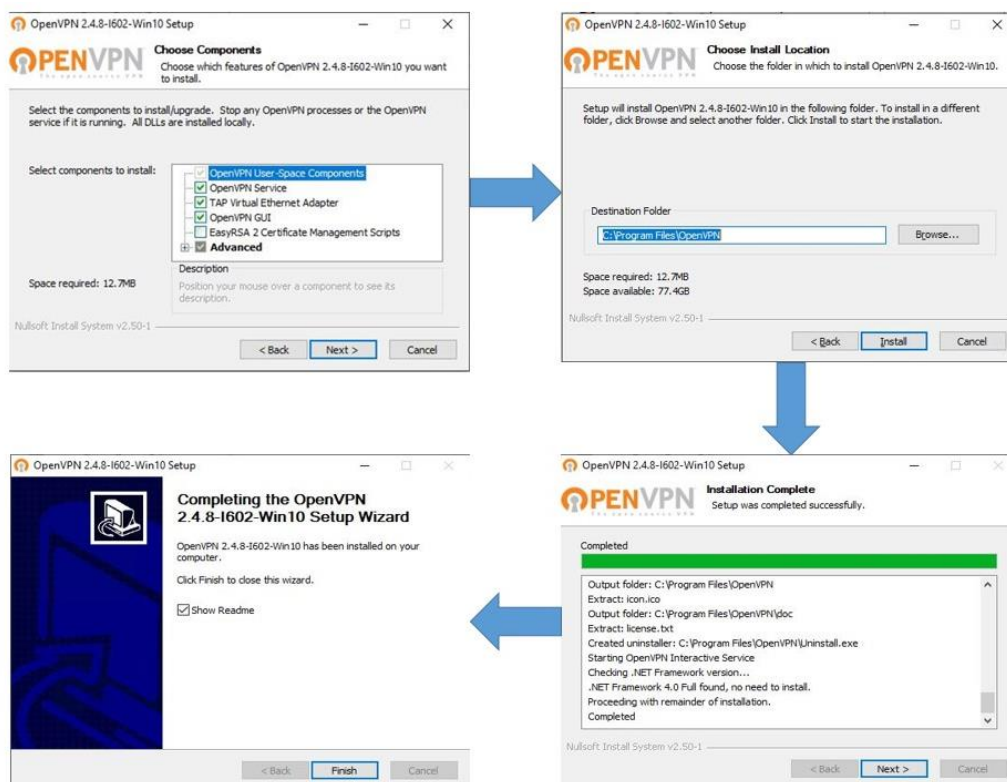 OpenVPN 2.4.8-I602-Win10 Setup
OPENVPN
Choose Components
Choose which features of OpenVPN 2.4.8-I602-Win10 you want
to install.
Select the components to install/upgrade. Stop any OpenVPN processes or the OpenVPN
service if it is running. All DLLs are installed locally.
Select components to install:
OpenVPN User-Space Components
OpenVPN Service
TAP Virtual Ethernet Adapter
OpenVPN GUI
EasyRSA 2 Certificate Management Scripts
Advanced
Space required: 12.7MB
Description
Position your mouse over a component to see its
description.
Nullsoft Install System v2.50-1
< Back
Next >
Cancel
OpenVPN 2.4.8-I602-Win10 Setup
OPENVPN
Choose Install Location
Choose the folder in which to install OpenVPN 2.4.8-I602-Win10.
Setup will install OpenVPN 2.4.8-I602-Win10 in the following folder. To install in a different
folder, click Browse and select another folder. Click Install to start the installation.
Destination Folder
C:\Program Files\OpenVPN
Browse...
Space required: 12.7MB
Space available: 77.4GB
Nullsoft Install System v2.50-1
< Back
Install
Cancel
OpenVPN 2.4.8-I602-Win10 Setup
OPENVPN
Installation Complete
Setup was completed successfully.
Completed
Output folder: C:\Program Files\OpenVPN
Extract: icon.ico
Output folder: C:\Program Files\OpenVPN\doc
Extract: license.txt
Created uninstaller: C:\Program Files\OpenVPN\Uninstall.exe
Starting OpenVPN Interactive Service
Checking .NET Framework version...
.NET Framework 4.0 Full found, no need to install.
Proceeding with remainder of installation.
Completed
Nullsoft Install System v2.50-1
< Back
Next >
Cancel
OpenVPN 2.4.8-I602-Win10 Setup
Completing the OpenVPN
2.4.8-I602-Win10 Setup Wizard
OpenVPN 2.4.8-I602-Win10 has been installed on your
computer.
Click Finish to close this wizard.
Show Readme
< Back
Finish
Cancel